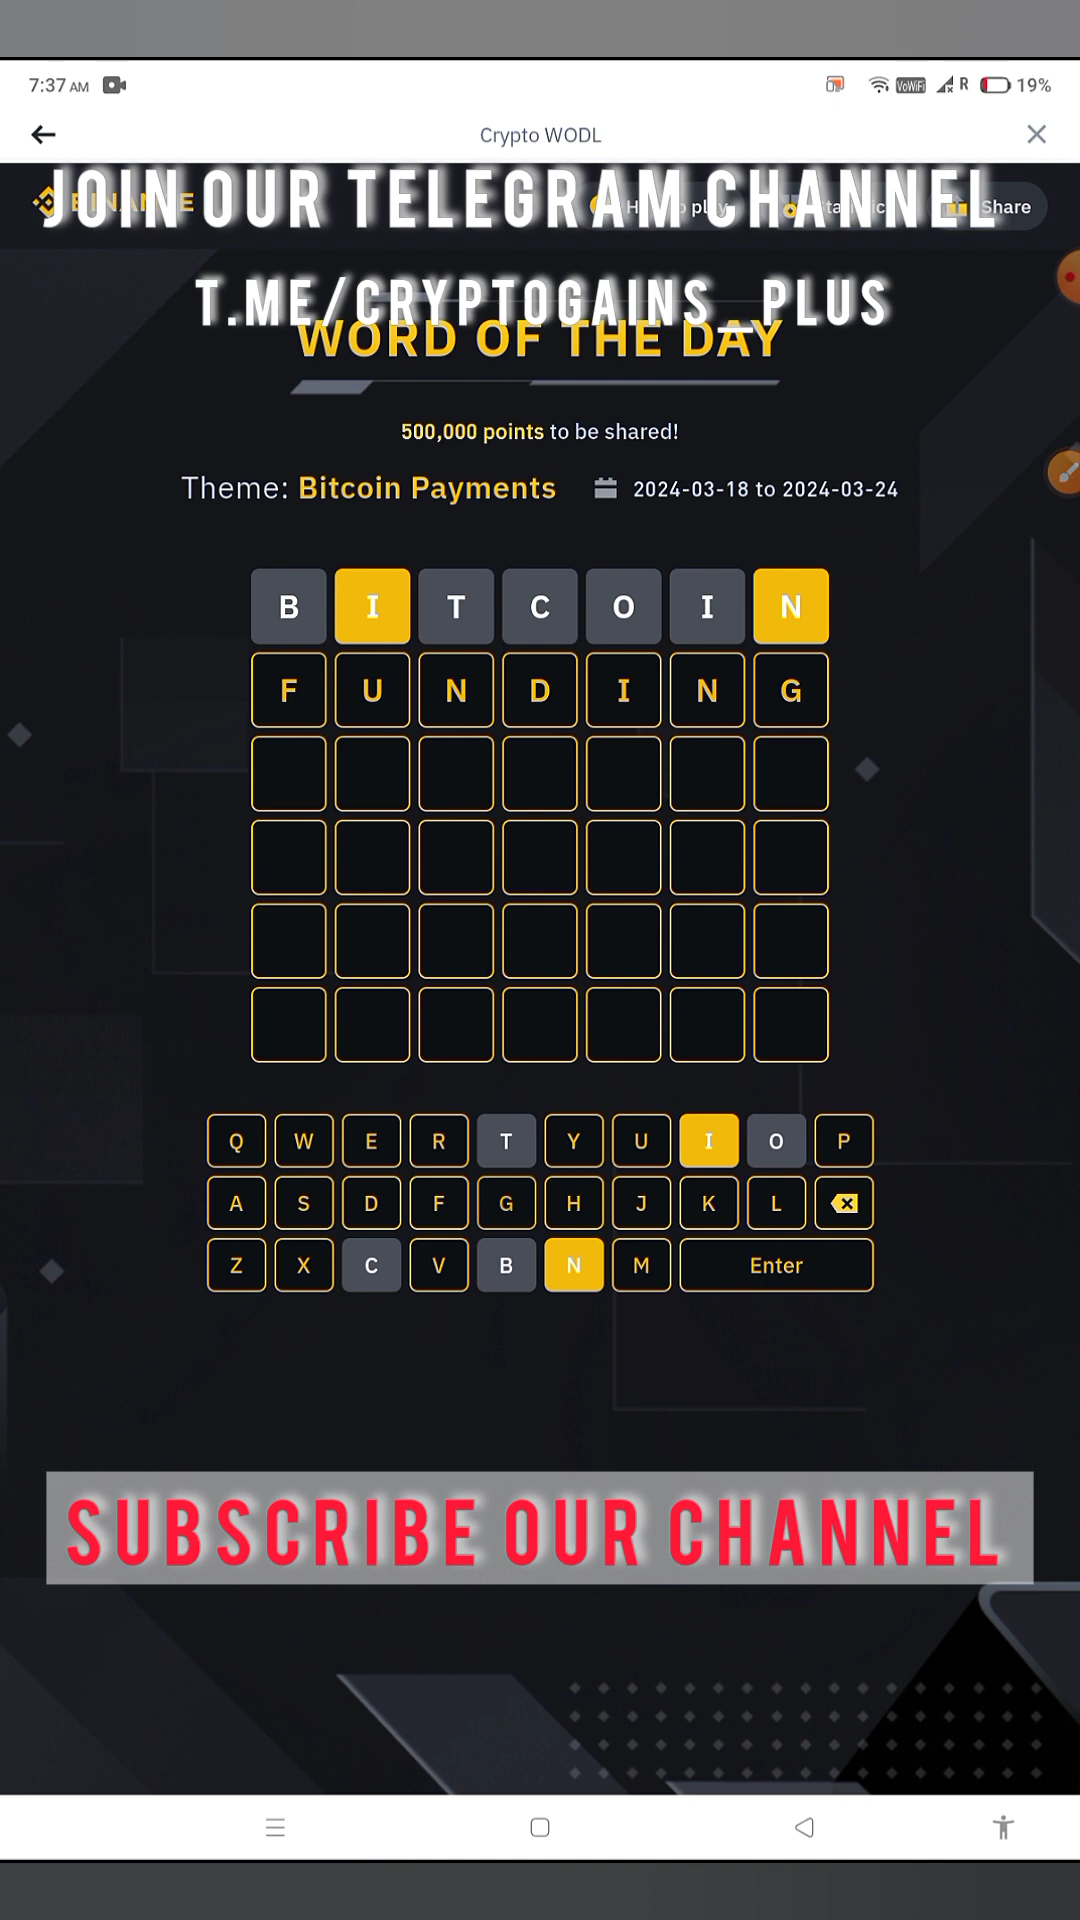 7:37 AM VoWiFi R 19%
Crypto WODL
JOIN OUR TELEGRAM CHANNEL
Share
T.ME/CRYPTOGAINS_PLUS
WORD OF THE DAY
500,000 points to be shared!
Theme: Bitcoin Payments 2024-03-18 to 2024-03-24
B I T C O I N
F U N D I N G
Q W E R T Y U I O P
A S D F G H J K L
Z X C V B N M Enter
SUBSCRIBE OUR CHANNEL